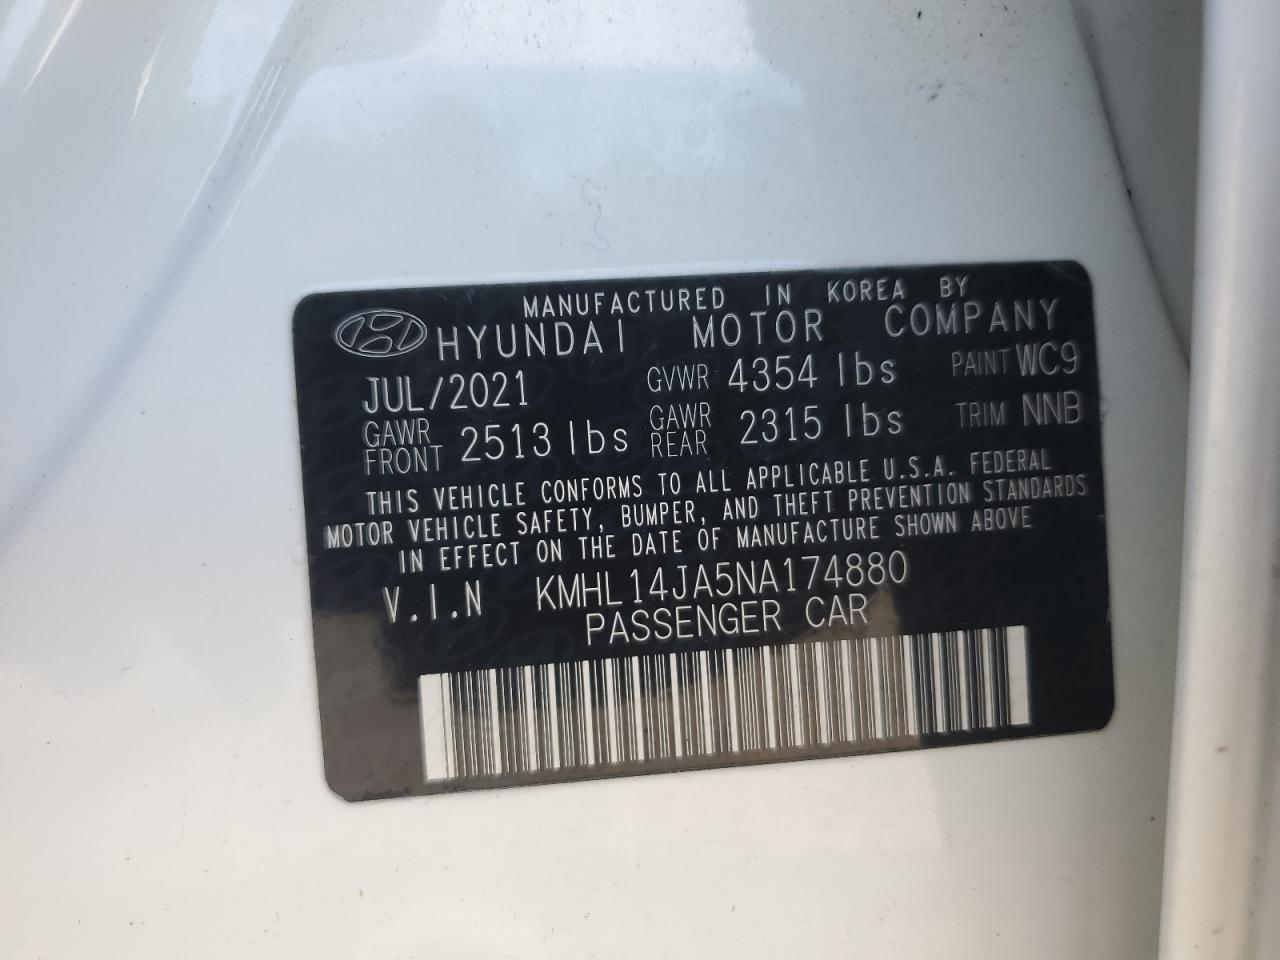 MANUFACTURED IN KOREA BY
HYUNDAI MOTOR COMPANY
JUL/2021 GVWR 4354 lbs PAINT WC9
GAWR FRONT 2513 lbs GAWR REAR 2315 lbs TRIM NNB
THIS VEHICLE CONFORMS TO ALL APPLICABLE U.S.A. FEDERAL
MOTOR VEHICLE SAFETY, BUMPER, AND THEFT PREVENTION STANDARDS
IN EFFECT ON THE DATE OF MANUFACTURE SHOWN ABOVE
V.I.N KMHL14JA5NA174880
PASSENGER CAR